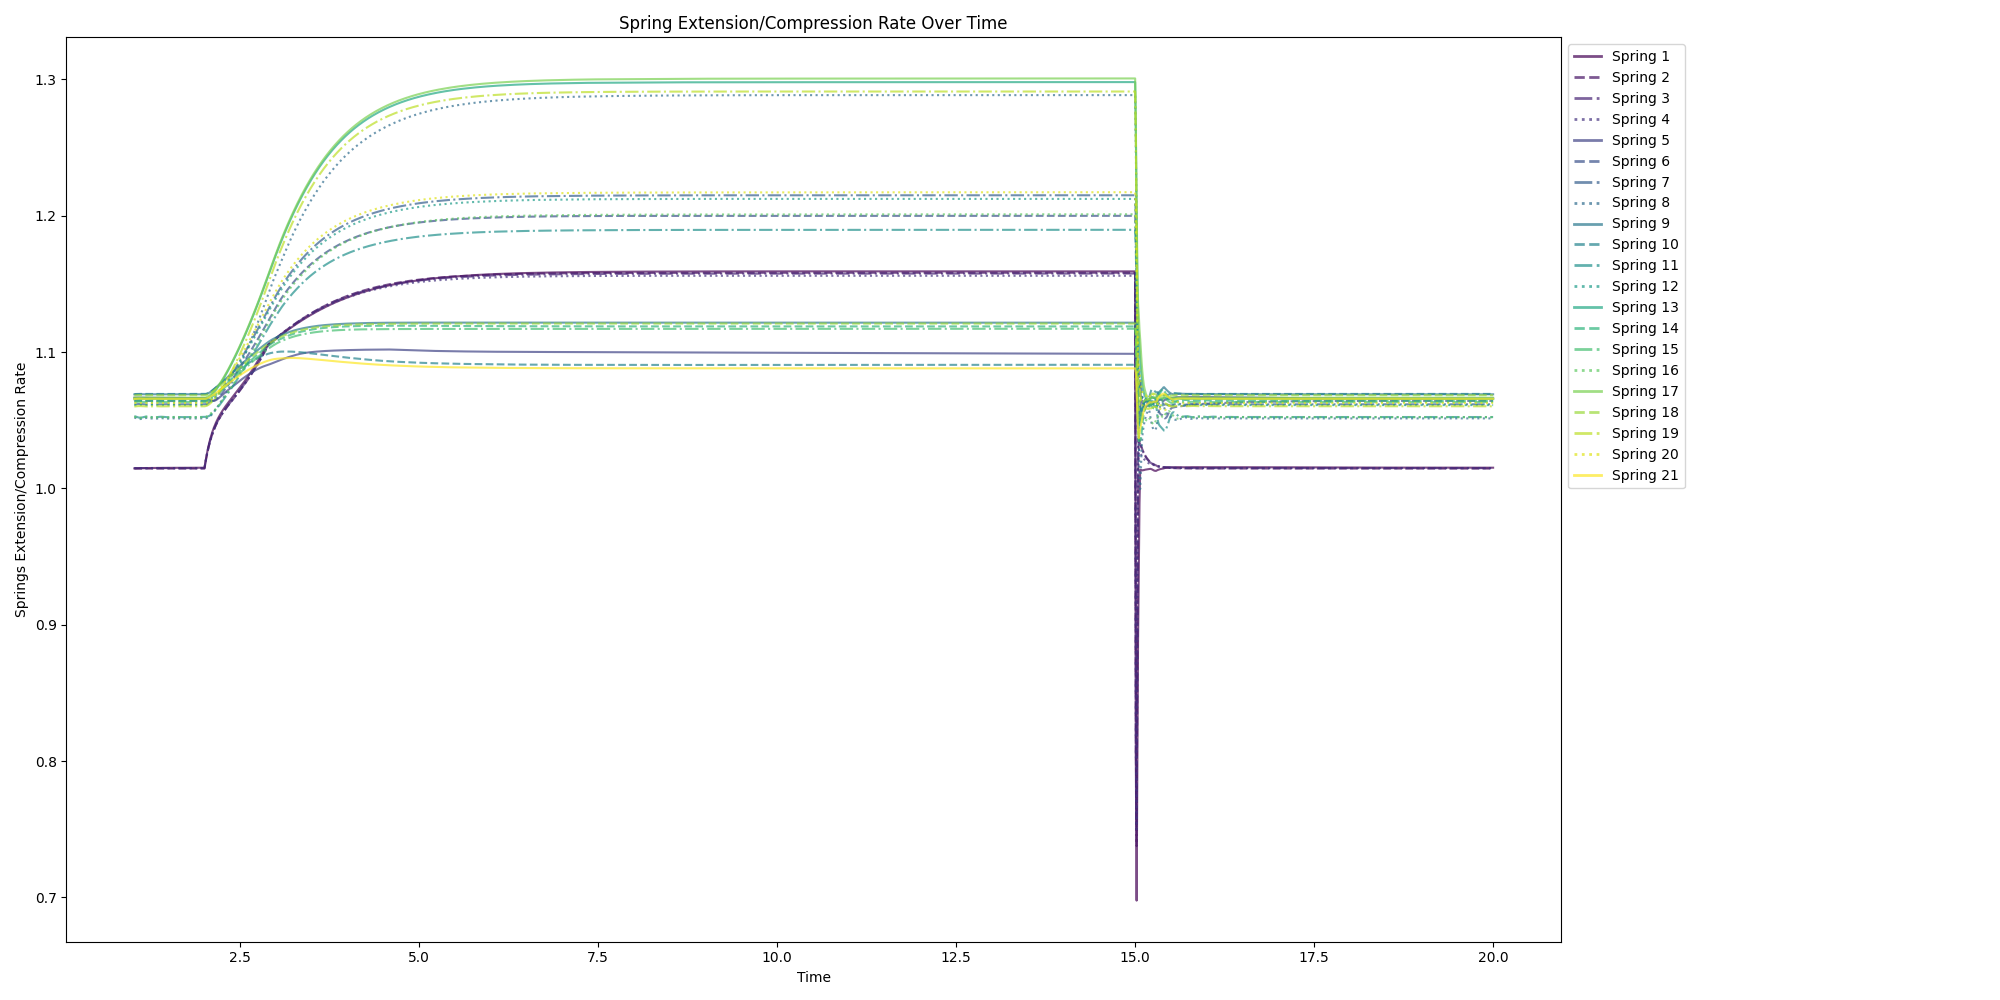 Spring Extension/Compression Rate Over Time
Springs Extension/Compression Rate
1.3
1.2
1.1
1.0
0.9
0.8
0.7
2.5
5.0
7.5
10.0
12.5
15.0
17.5
20.0
Time
Spring 1
Spring 2
Spring 3
Spring 4
Spring 5
Spring 6
Spring 7
Spring 8
Spring 9
Spring 10
Spring 11
Spring 12
Spring 13
Spring 14
Spring 15
Spring 16
Spring 17
Spring 18
Spring 19
Spring 20
Spring 21